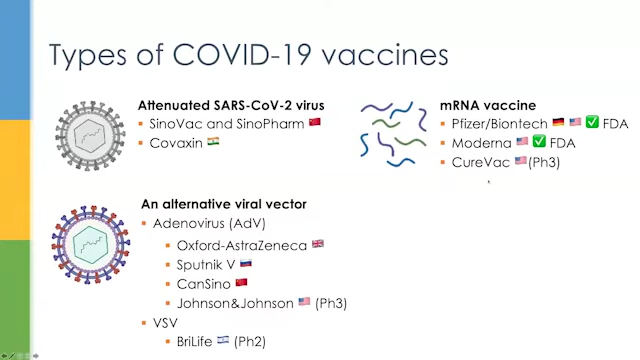 Types of COVID-19 vaccines
Attenuated SARS-CoV-2 virus
SinoVac and SinoPharm 🇨🇳
Covaxin 🇮🇳
An alternative viral vector
Adenovirus (AdV)
Oxford-AstraZeneca 🇬🇧
Sputnik V 🇷🇺
CanSino 🇨🇳
Johnson&Johnson 🇺🇸 (Ph3)
VSV
BriLife 🇮🇱 (Ph2)
mRNA vaccine
Pfizer/Biontech 🇩🇪 🇺🇸 ✅ FDA
Moderna 🇺🇸 ✅ FDA
CureVac 🇺🇸(Ph3)